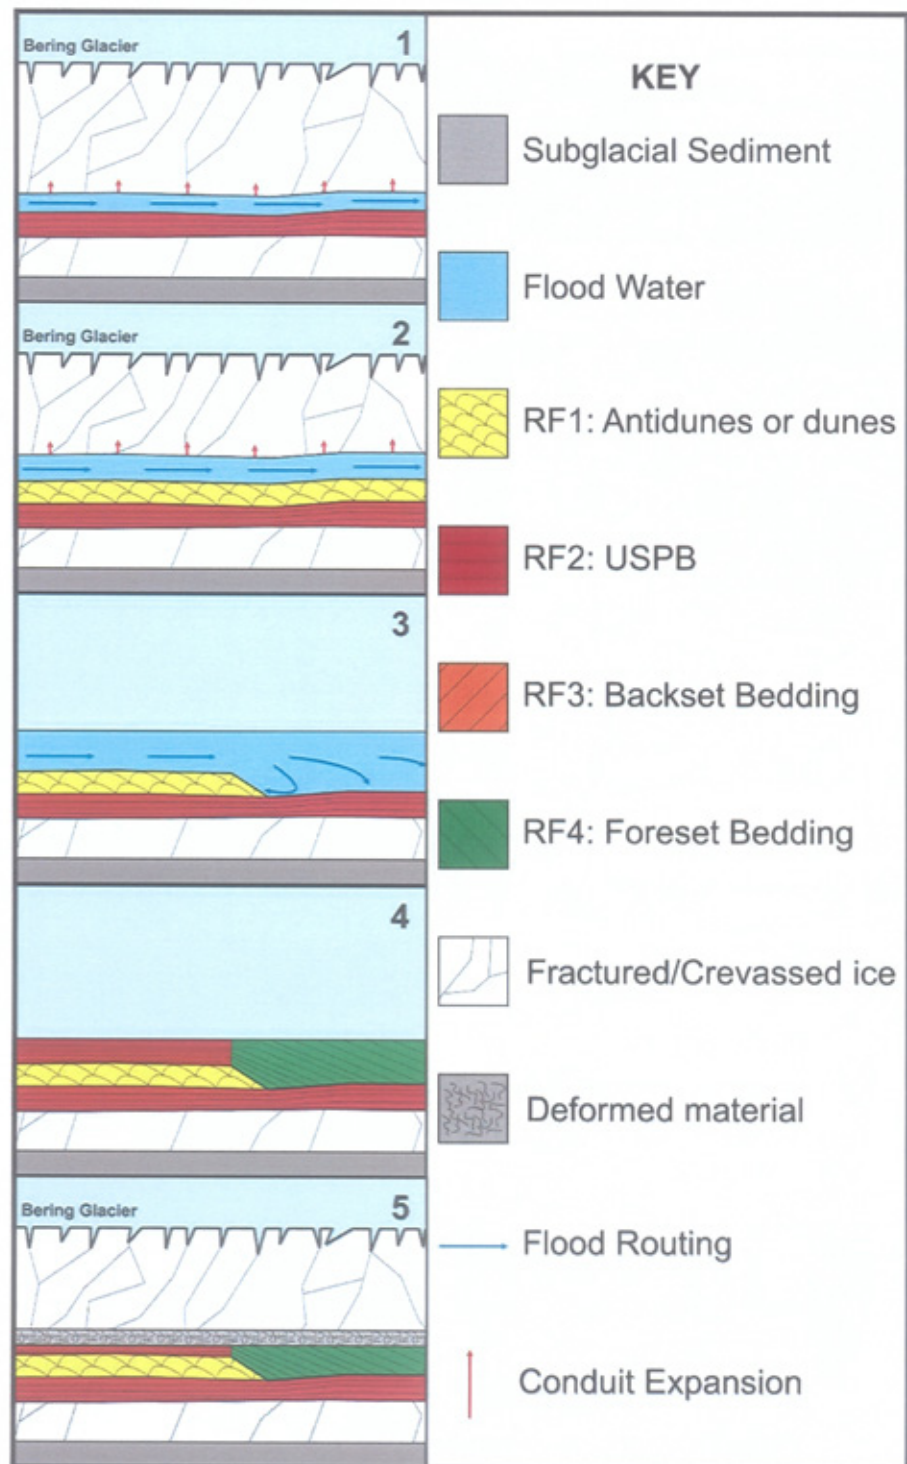 Bering Glacier
1
Bering Glacier
2
3
4
Bering Glacier
5
KEY
Subglacial Sediment
Flood Water
RF1: Antidunes or dunes
RF2: USPB
RF3: Backset Bedding
RF4: Foreset Bedding
Fractured/Crevassed ice
Deformed material
Flood Routing
Conduit Expansion